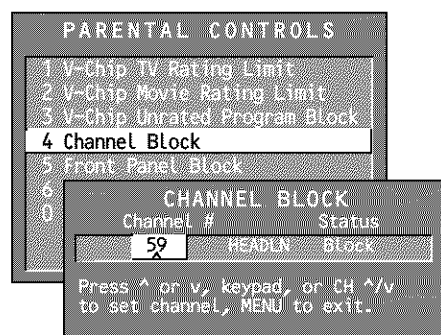 PARENTAL CONTROLS
1 V-Chip TV Rating Limit
2 V-Chip Movie Rating Limit
3 V-Chip Unrated Program Block
4 Channel Block
5 Front Panel Block
6
0
CHANNEL BLOCK
Channel # Status
59 HEADLN Block
Press ^ or v, keypad, or CH ^/v
to set channel, MENU to exit.